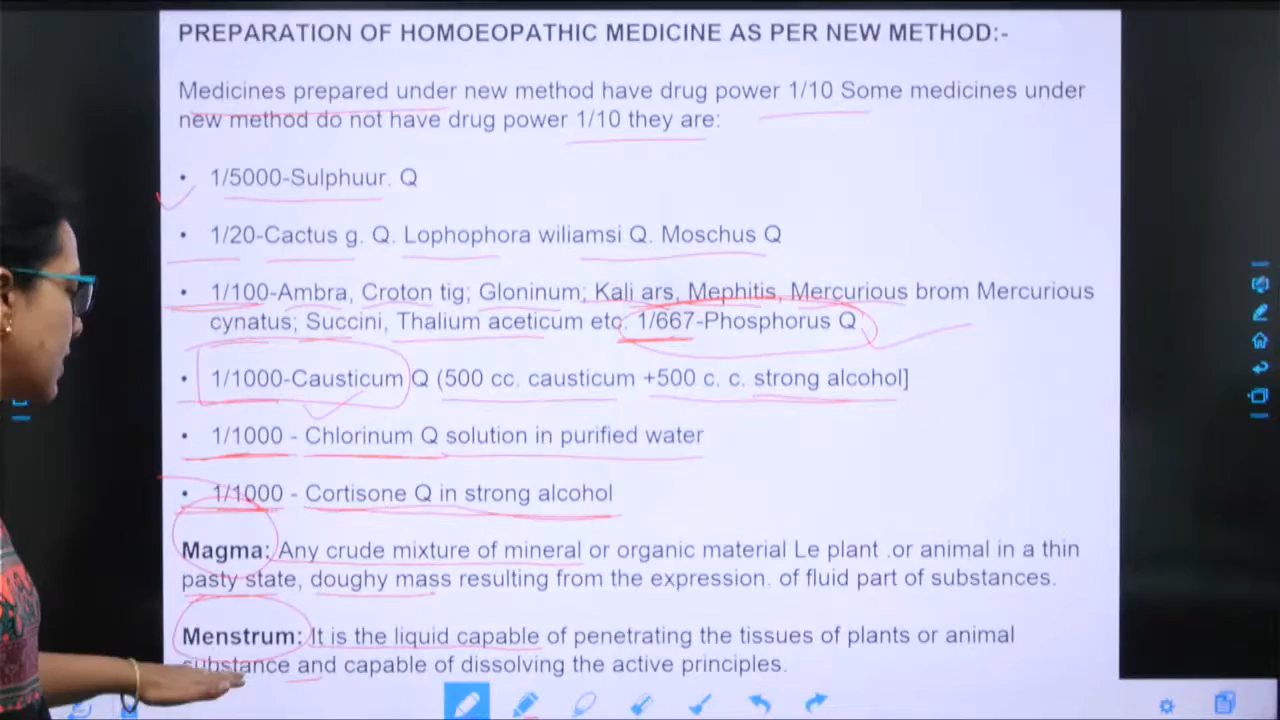 PREPARATION OF HOMOEOPATHIC MEDICINE AS PER NEW METHOD:-
Medicines prepared under new method have drug power 1/10 Some medicines under
new method do not have drug power 1/10 they are:
• 1/5000-Sulphuur. Q
• 1/20-Cactus g. Q. Lophophora wiliamsi Q. Moschus Q
• 1/100-Ambra, Croton tig; Gloninum; Kali ars, Mephitis, Mercurious brom Mercurious
cynatus; Succini, Thalium aceticum etc. 1/667-Phosphorus Q
• 1/1000-Causticum Q (500 cc. causticum +500 c. c. strong alcohol]
• 1/1000 - Chlorinum Q solution in purified water
• 1/1000 - Cortisone Q in strong alcohol
Magma: Any crude mixture of mineral or organic material Le plant .or animal in a thin
pasty state, doughy mass resulting from the expression. of fluid part of substances.
Menstrum: It is the liquid capable of penetrating the tissues of plants or animal
substance and capable of dissolving the active principles.